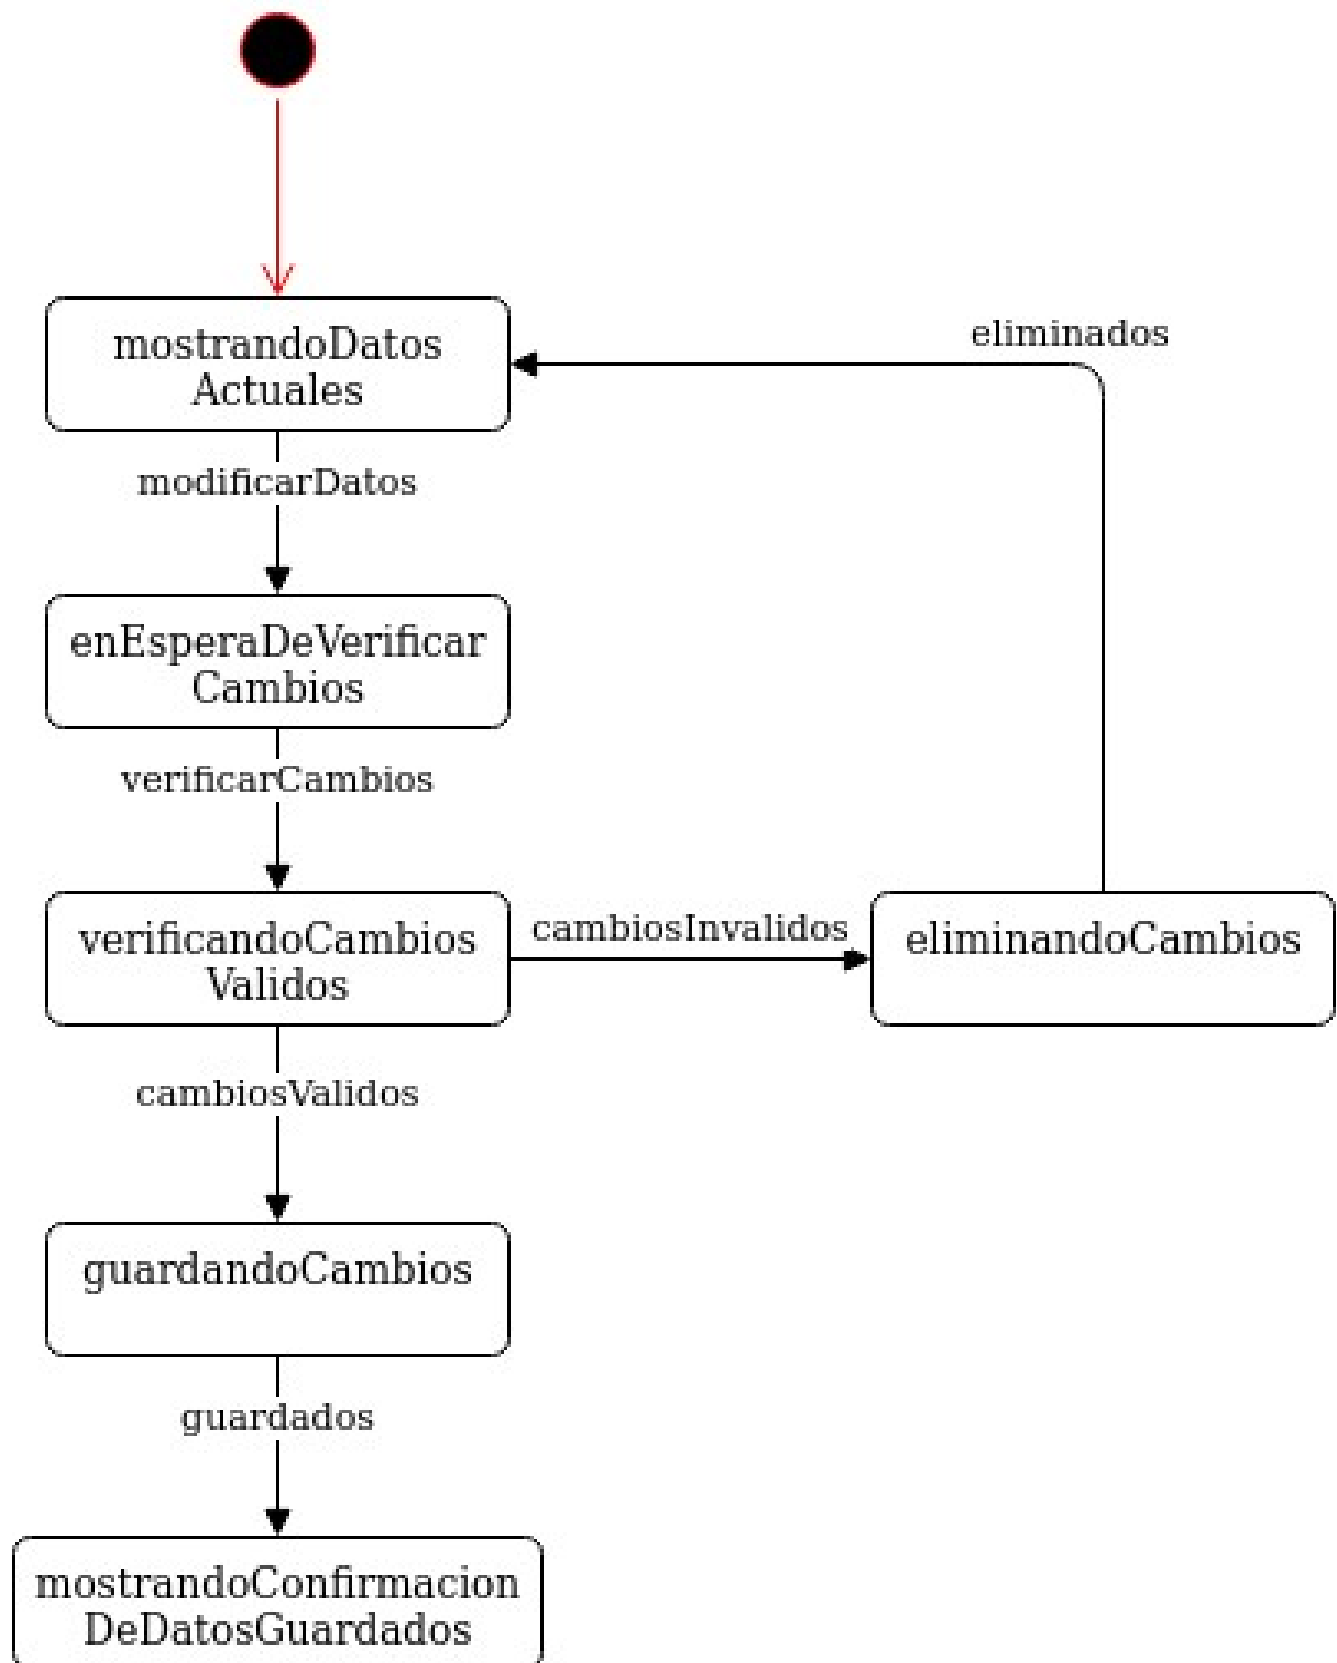 mostrandoDatos
Actuales
eliminados
modificarDatos
enEsperaDeVerificar
Cambios
verificarCambios
verificandoCambios
Validos
cambiosInvalidos
eliminandoCambios
cambiosValidos
guardandoCambios
guardados
mostrandoConfirmacion
DeDatosGuardados